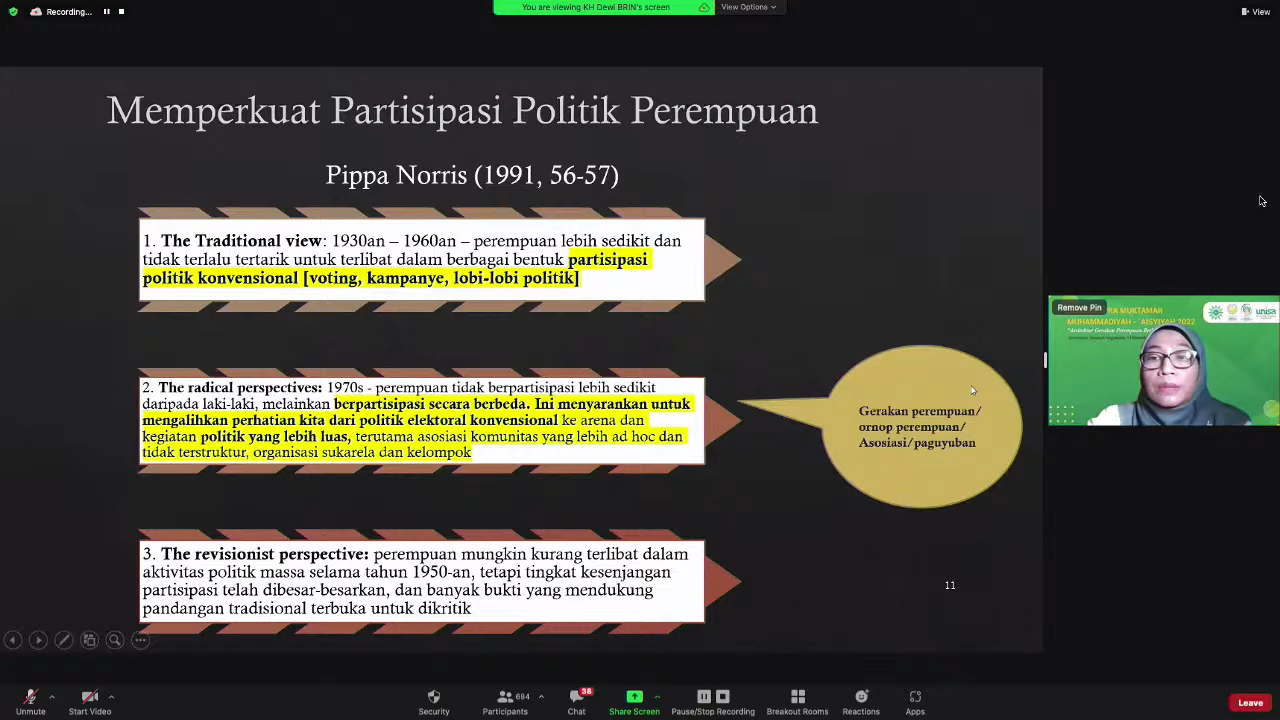 Recording...
You are viewing KH Dewi BRIN's screen
View Options
View
Memperkuat Partisipasi Politik Perempuan
Pippa Norris (1991, 56-57)
1. The Traditional view: 1930an – 1960an – perempuan lebih sedikit dan
tidak terlalu tertarik untuk terlibat dalam berbagai bentuk partisipasi
politik konvensional [voting, kampanye, lobi-lobi politik]
2. The radical perspectives: 1970s - perempuan tidak berpartisipasi lebih sedikit
daripada laki-laki, melainkan berpartisipasi secara berbeda. Ini menyarankan untuk
mengalihkan perhatian kita dari politik elektoral konvensional ke arena dan
kegiatan politik yang lebih luas, terutama asosiasi komunitas yang lebih ad hoc dan
tidak terstruktur, organisasi sukarela dan kelompok
Gerakan perempuan/
ornop perempuan/
Asosiasi/paguyuban
3. The revisionist perspective: perempuan mungkin kurang terlibat dalam
aktivitas politik massa selama tahun 1950-an, tetapi tingkat kesenjangan
partisipasi telah dibesar-besarkan, dan banyak bukti yang mendukung
pandangan tradisional terbuka untuk dikritik
11
Remove Pin
MUKTAMAR
MUHAMMADIYAH - 'AISYIYAH 2022
unisa
Unmute
Start Video
Security
684
Participants
38
Chat
Share Screen
Pause/Stop Recording
Breakout Rooms
Reactions
Apps
Leave